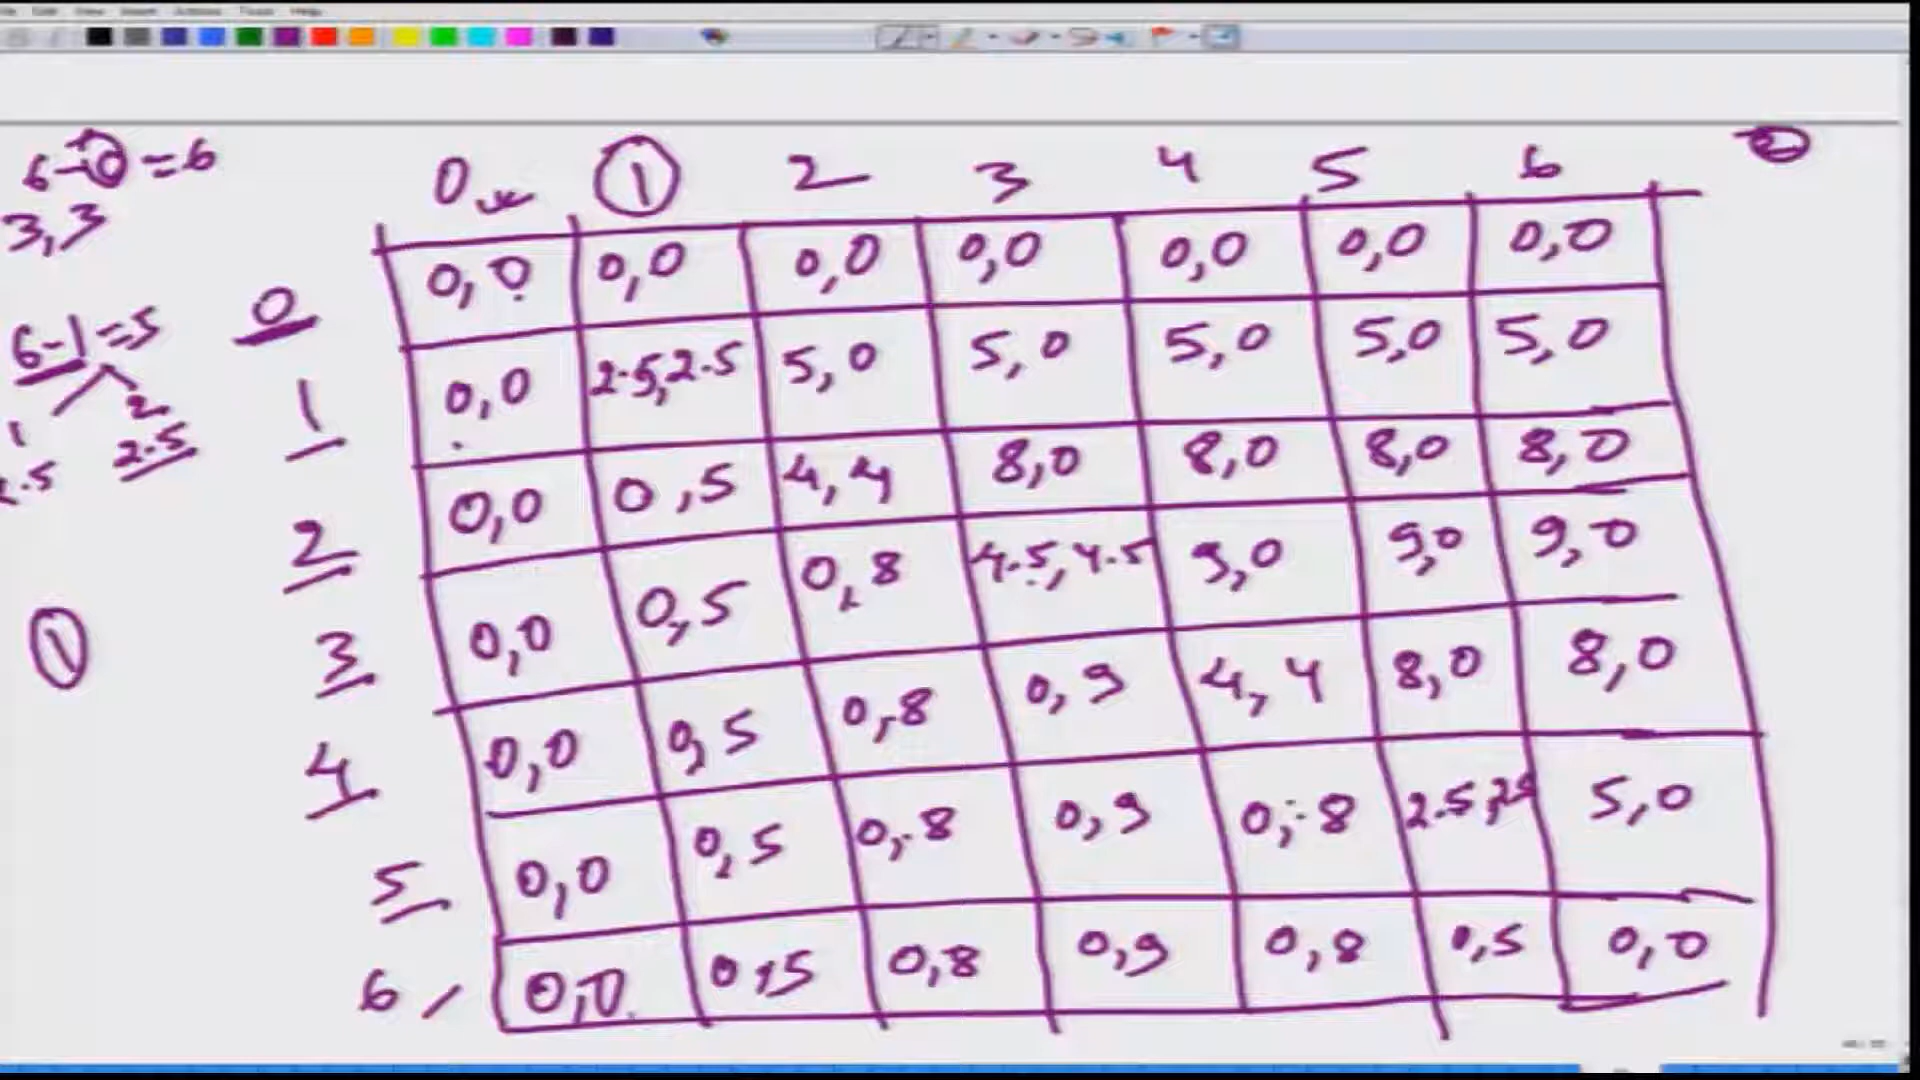 6-0=6
3,3
6-1=5
1 2
2.5
1
0 1 2 3 4 5 6
0 0,0 0,0 0,0 0,0 0,0 0,0 0,0
1 0,0 2.5,2.5 5,0 5,0 5,0 5,0 5,0
2 0,0 0,5 4,4 8,0 8,0 8,0 8,0
3 0,0 0,5 0,8 4.5,4.5 9,0 9,0 9,0
4 0,0 0,5 0,8 0,9 4,4 8,0 8,0
5 0,0 0,5 0,8 0,9 0,8 2.5, 5,0
6 0,0 0,5 0,8 0,9 0,8 0,5 0,0